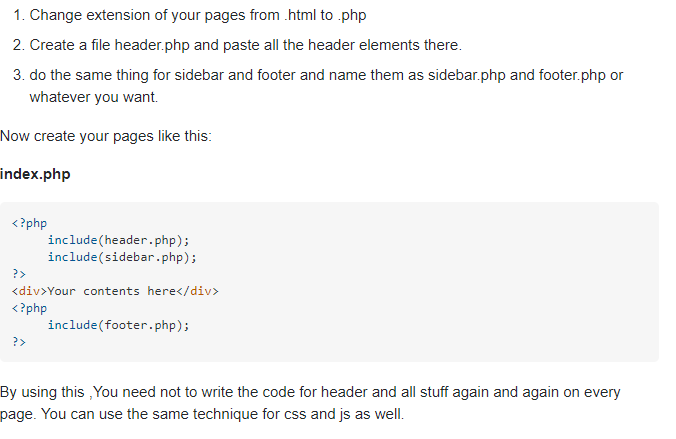 1. Change extension of your pages from .html to .php
2. Create a file header.php and paste all the header elements there.
3. do the same thing for sidebar and footer and name them as sidebar.php and footer.php or
whatever you want.
Now create your pages like this:
index.php
<?php
     include(header.php);
     include(sidebar.php);
?>
<div>Your contents here</div>
<?php
     include(footer.php);
?>
By using this ,You need not to write the code for header and all stuff again and again on every
page. You can use the same technique for css and js as well.